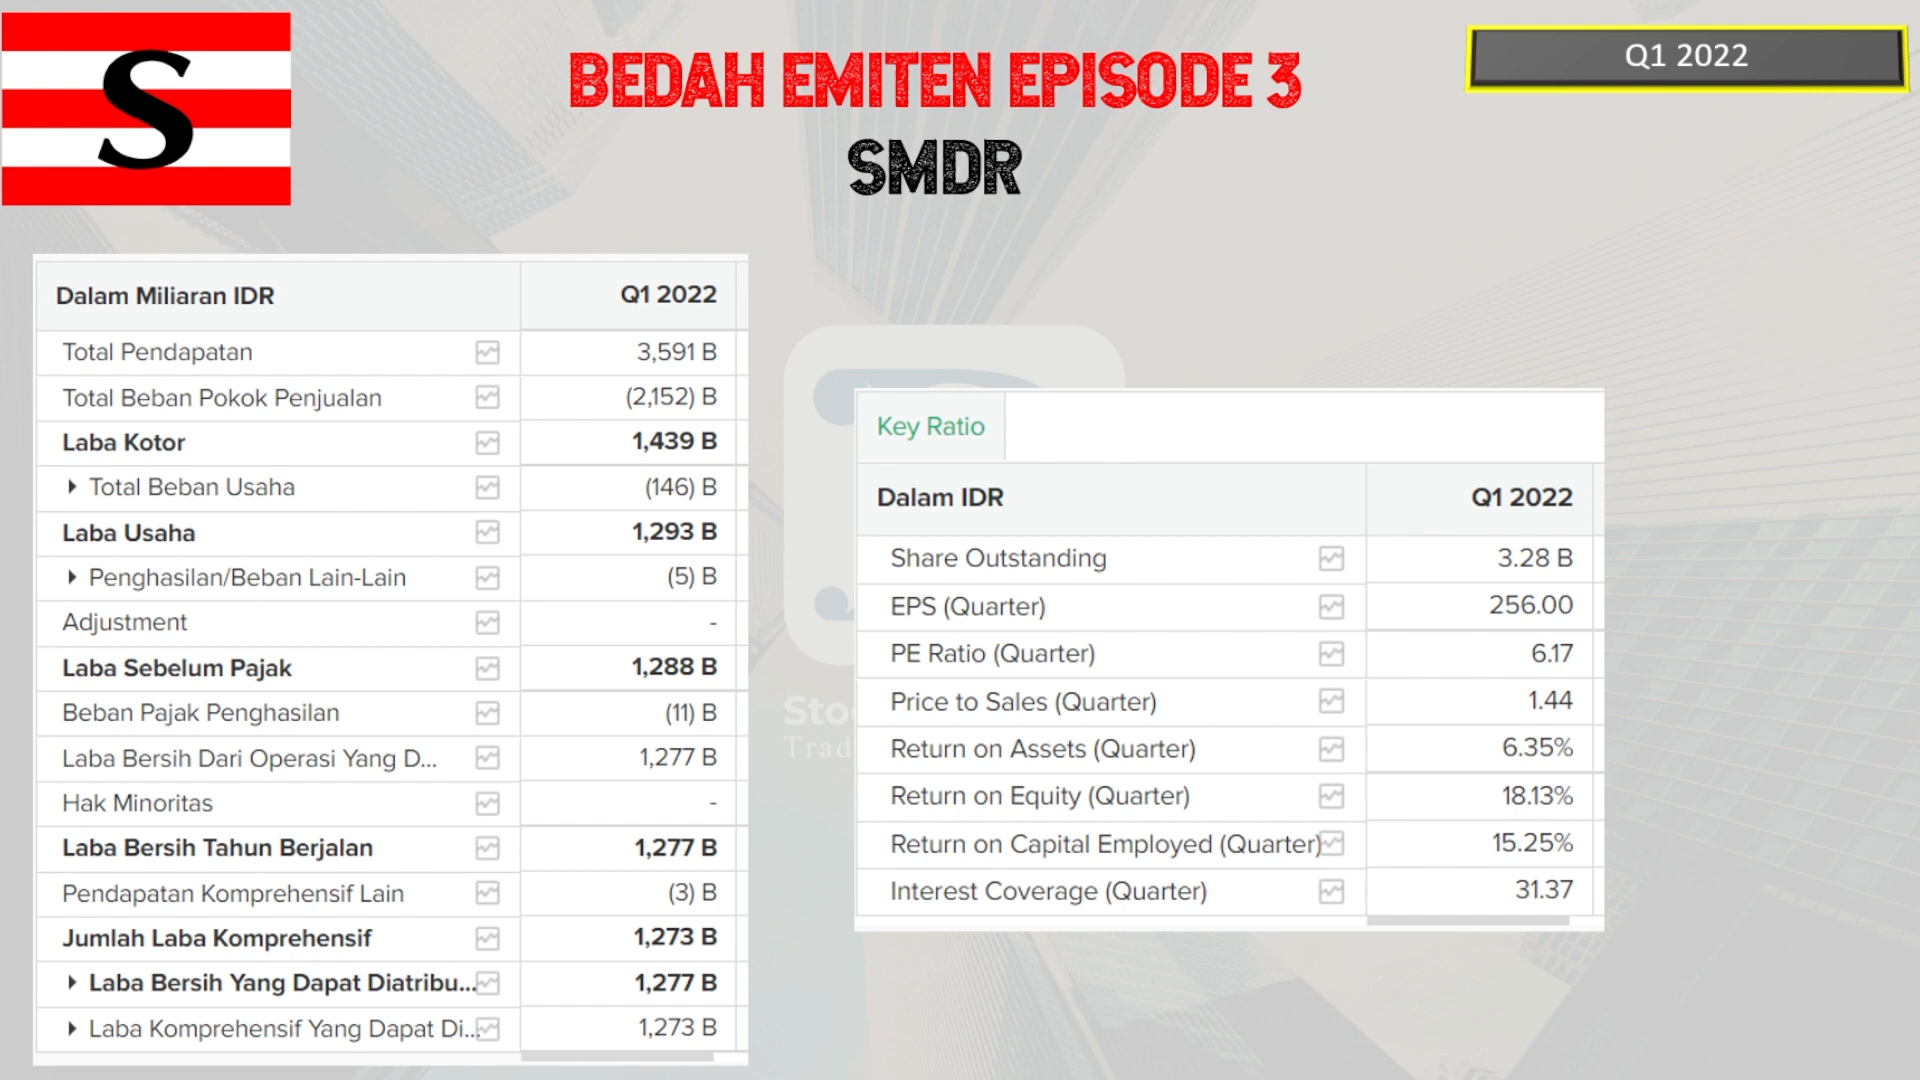 S
BEDAH EMITEN EPISODE 3
SMDR
Q1 2022
Dalam Miliaran IDR Q1 2022
Total Pendapatan 3,591 B
Total Beban Pokok Penjualan (2,152) B
Laba Kotor 1,439 B
Total Beban Usaha (146) B
Laba Usaha 1,293 B
Penghasilan/Beban Lain-Lain (5) B
Adjustment -
Laba Sebelum Pajak 1,288 B
Beban Pajak Penghasilan (11) B
Laba Bersih Dari Operasi Yang D... 1,277 B
Hak Minoritas -
Laba Bersih Tahun Berjalan 1,277 B
Pendapatan Komprehensif Lain (3) B
Jumlah Laba Komprehensif 1,273 B
Laba Bersih Yang Dapat Diatribu... 1,277 B
Laba Komprehensif Yang Dapat Di... 1,273 B
Sto
Trad
Key Ratio
Dalam IDR Q1 2022
Share Outstanding 3.28 B
EPS (Quarter) 256.00
PE Ratio (Quarter) 6.17
Price to Sales (Quarter) 1.44
Return on Assets (Quarter) 6.35%
Return on Equity (Quarter) 18.13%
Return on Capital Employed (Quarter) 15.25%
Interest Coverage (Quarter) 31.37